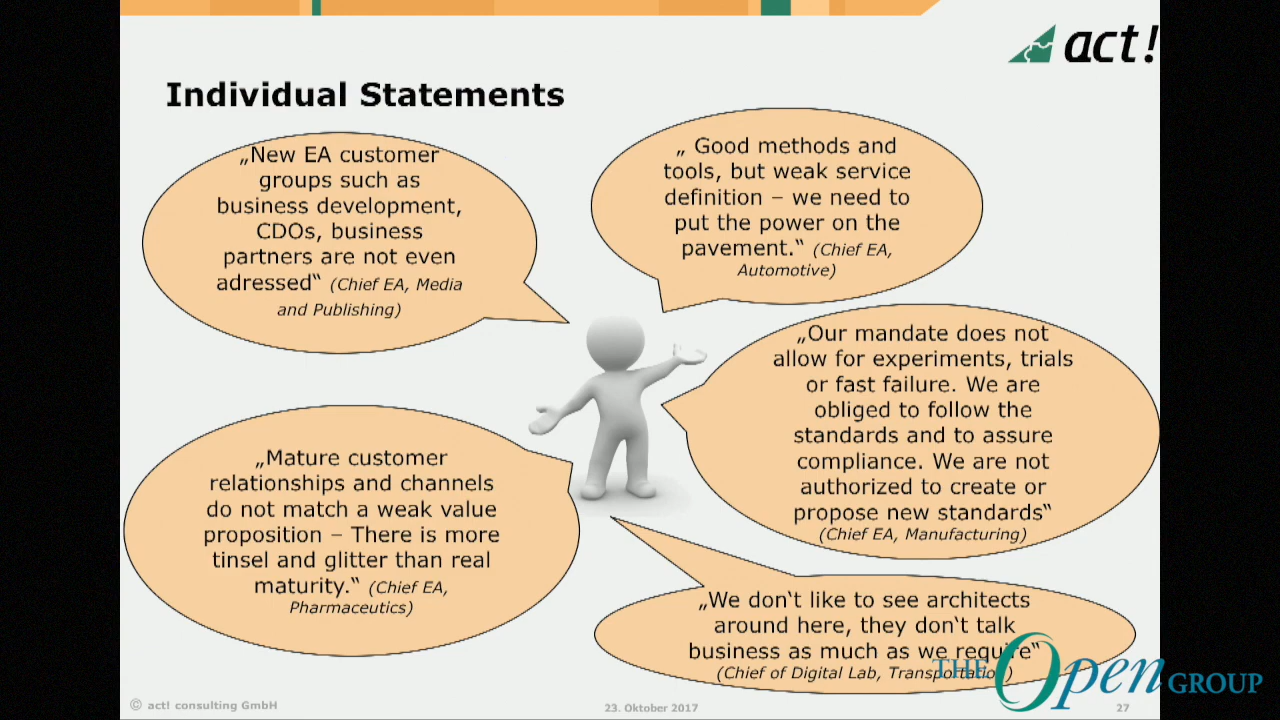 act!
Individual Statements
„New EA customer
groups such as
business development,
CDOs, business
partners are not even
adressed“ (Chief EA, Media
and Publishing)
„ Good methods and
tools, but weak service
definition – we need to
put the power on the
pavement.“ (Chief EA,
Automotive)
„Our mandate does not
allow for experiments, trials
or fast failure. We are
obliged to follow the
standards and to assure
compliance. We are not
authorized to create or
propose new standards“
(Chief EA, Manufacturing)
„Mature customer
relationships and channels
do not match a weak value
proposition – There is more
tinsel and glitter than real
maturity.“ (Chief EA,
Pharmaceutics)
„We don‘t like to see architects
around here, they don‘t talk
business as much as we require“
(Chief of Digital Lab, Transportation)
THE Open GROUP
© act! consulting GmbH
23. Oktober 2017
27